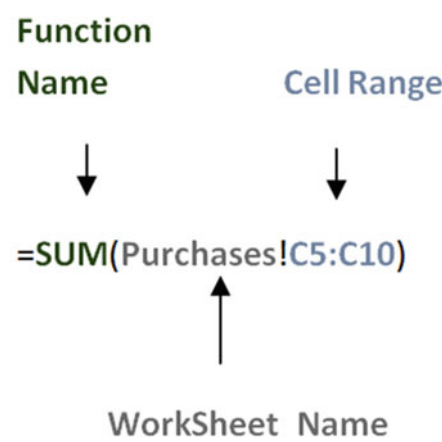 Function
Name
Cell Range
=SUM(Purchases!C5:C10)
WorkSheet Name